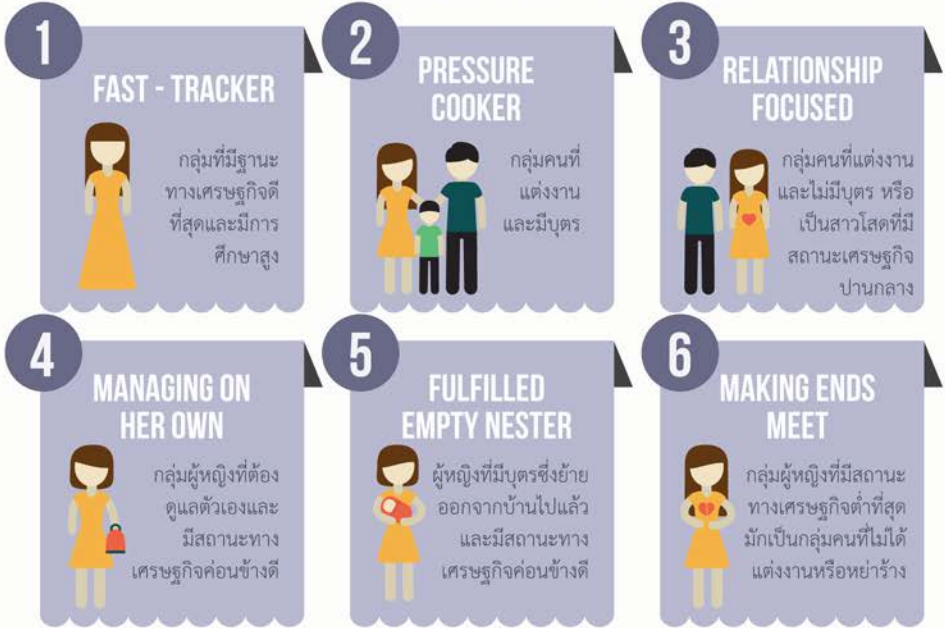 1
FAST - TRACKER
กลุ่มที่มีฐานะ
ทางเศรษฐกิจดี
ที่สุดและมีการ
ศึกษาสูง
2
PRESSURE
COOKER
กลุ่มคนที่
แต่งงาน
และมีบุตร
3
RELATIONSHIP
FOCUSED
กลุ่มคนที่แต่งงาน
และไม่มีบุตร หรือ
เป็นสาวโสดที่มี
สถานะเศรษฐกิจ
ปานกลาง
4
MANAGING ON
HER OWN
กลุ่มผู้หญิงที่ต้อง
ดูแลตัวเองและ
มีสถานะทาง
เศรษฐกิจค่อนข้างดี
5
FULFILLED
EMPTY NESTER
ผู้หญิงที่มีบุตรซึ่งย้าย
ออกจากบ้านไปแล้ว
และมีสถานะทาง
เศรษฐกิจค่อนข้างดี
6
MAKING ENDS
MEET
กลุ่มผู้หญิงที่มีสถานะ
ทางเศรษฐกิจต่ำที่สุด
มักเป็นกลุ่มคนที่ไม่ได้
แต่งงานหรือหย่าร้าง